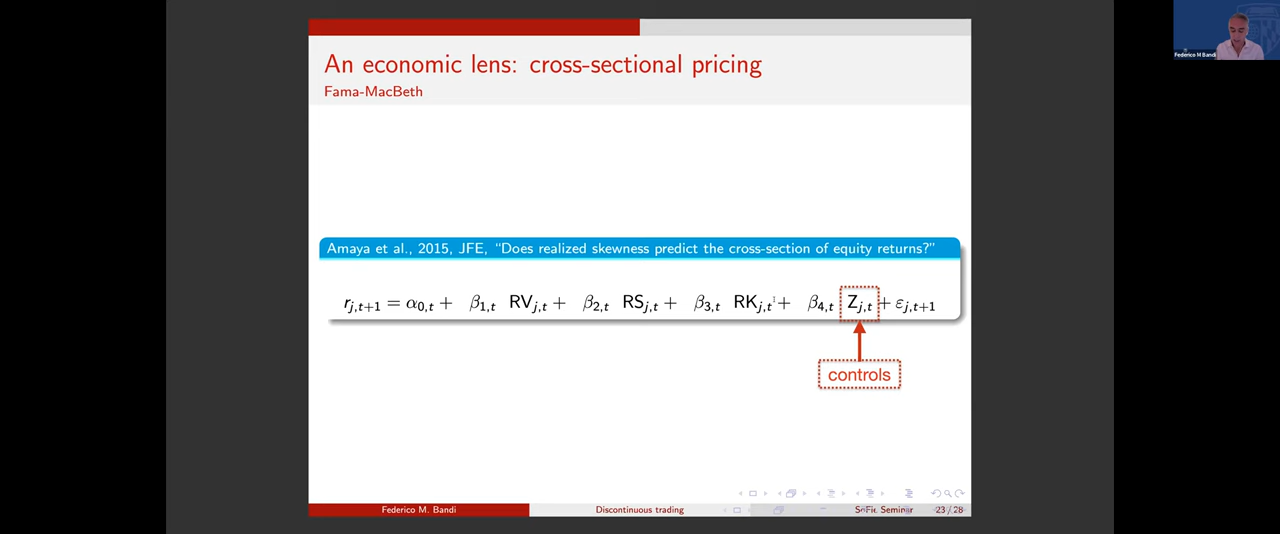 An economic lens: cross-sectional pricing
Fama-MacBeth
Amaya et al., 2015, JFE, “Does realized skewness predict the cross-section of equity returns?”
r_{j,t+1} = α_{0,t} + β_{1,t} RV_{j,t} + β_{2,t} RS_{j,t} + β_{3,t} RK_{j,t} + β_{4,t} Z_{j,t} + ε_{j,t+1}
controls
Federico M. Bandi
Discontinuous trading
SoFiE Seminar
23 / 28
Federico M Bandi